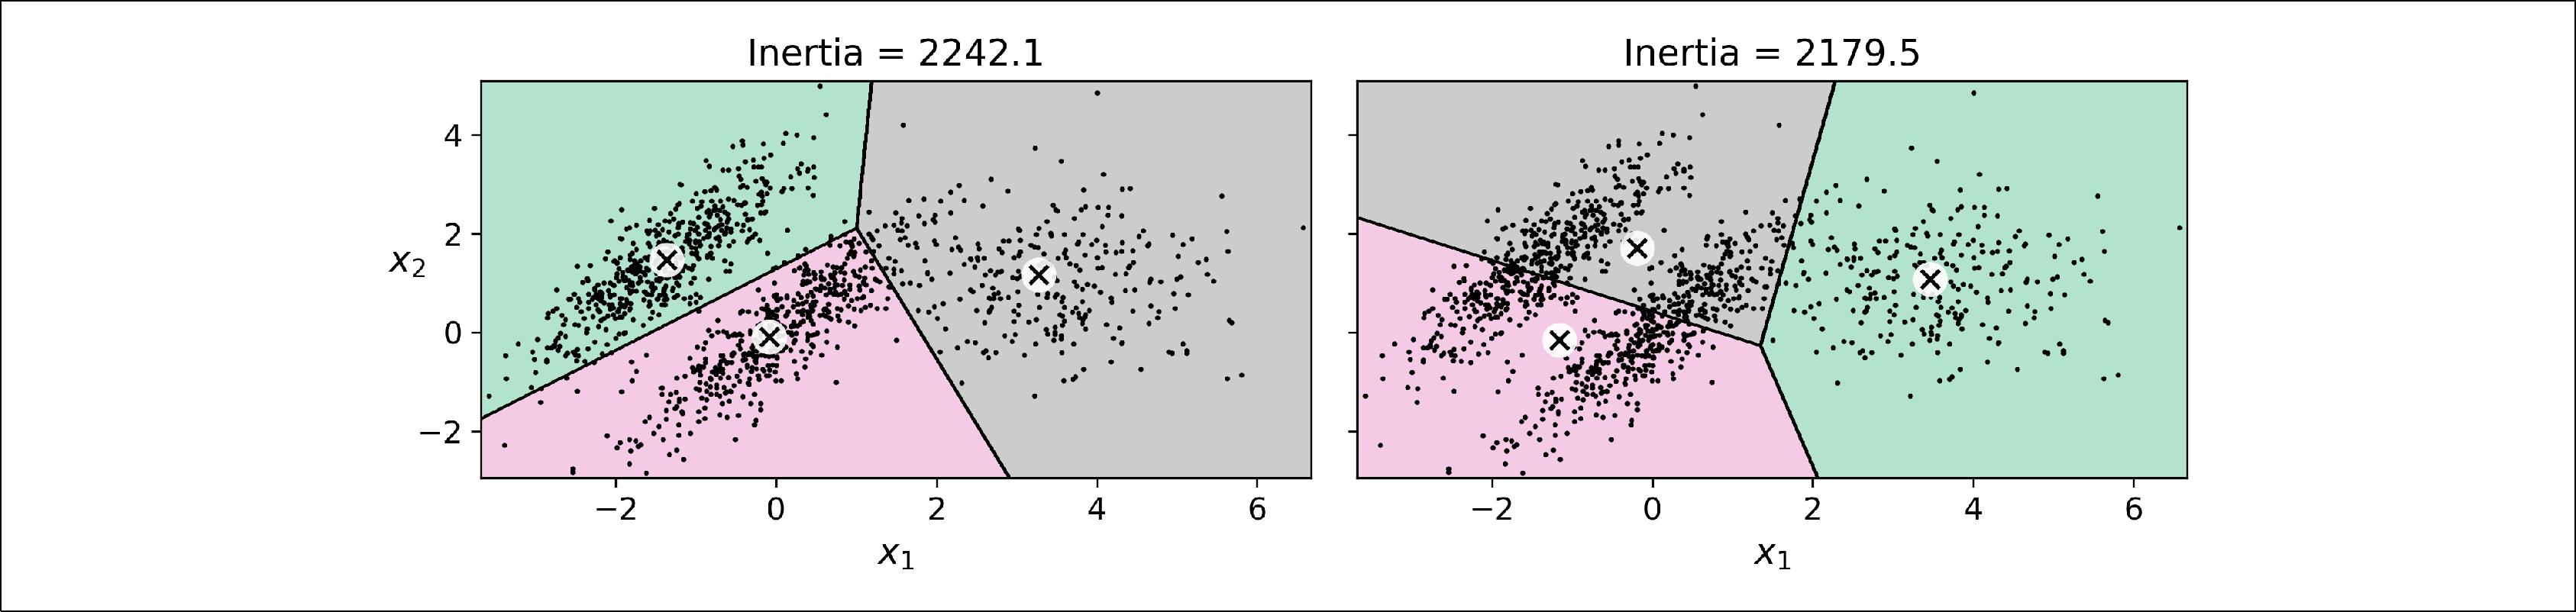 Inertia = 2242.1
Inertia = 2179.5
4
2
0
−2
x₂
−2 0 2 4 6
−2 0 2 4 6
x₁
x₁